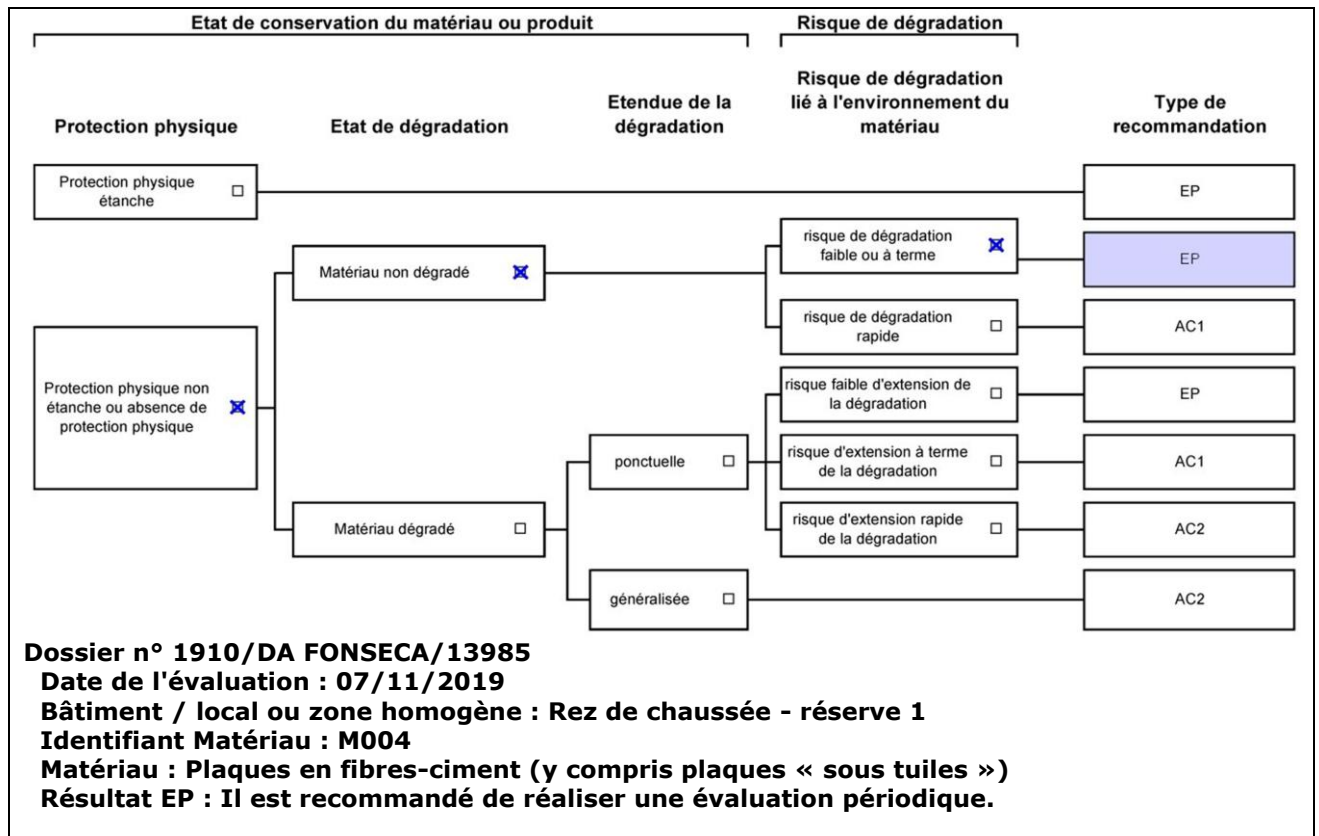 Etat de conservation du matériau ou produit
Risque de dégradation
Protection physique
Etat de dégradation
Etendue de la
dégradation
Risque de dégradation
lié à l'environnement du
matériau
Type de
recommandation
Protection physique
étanche
EP
risque de dégradation
faible ou à terme
EP
Matériau non dégradé
risque de dégradation
rapide
AC1
Protection physique non
étanche ou absence de
protection physique
risque faible d'extension de
la dégradation
EP
ponctuelle
risque d'extension à terme
de la dégradation
AC1
Matériau dégradé
risque d'extension rapide
de la dégradation
AC2
généralisée
AC2
Dossier n° 1910/DA FONSECA/13985
Date de l'évaluation : 07/11/2019
Bâtiment / local ou zone homogène : Rez de chaussée - réserve 1
Identifiant Matériau : M004
Matériau : Plaques en fibres-ciment (y compris plaques « sous tuiles »)
Résultat EP : Il est recommandé de réaliser une évaluation périodique.